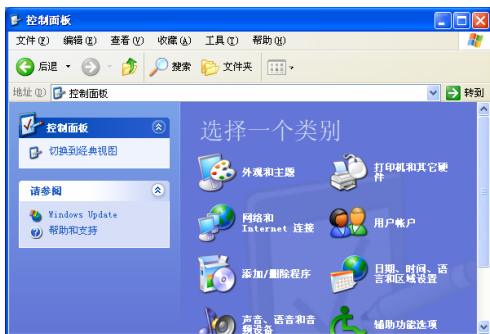 控制面板
文件(F) 编辑(E) 查看(V) 收藏(A) 工具(T) 帮助(H)
后退 搜索 文件夹
地址(D) 控制面板 转到
控制面板
切换到经典视图
请参阅
Windows Update
帮助和支持
选择一个类别
外观和主题
打印机和其它硬
件
网络和
Internet 连接
用户帐户
添加/删除程序
日期、时间、语
言和区域设置
声音、语音和音
频设备
辅助功能选项